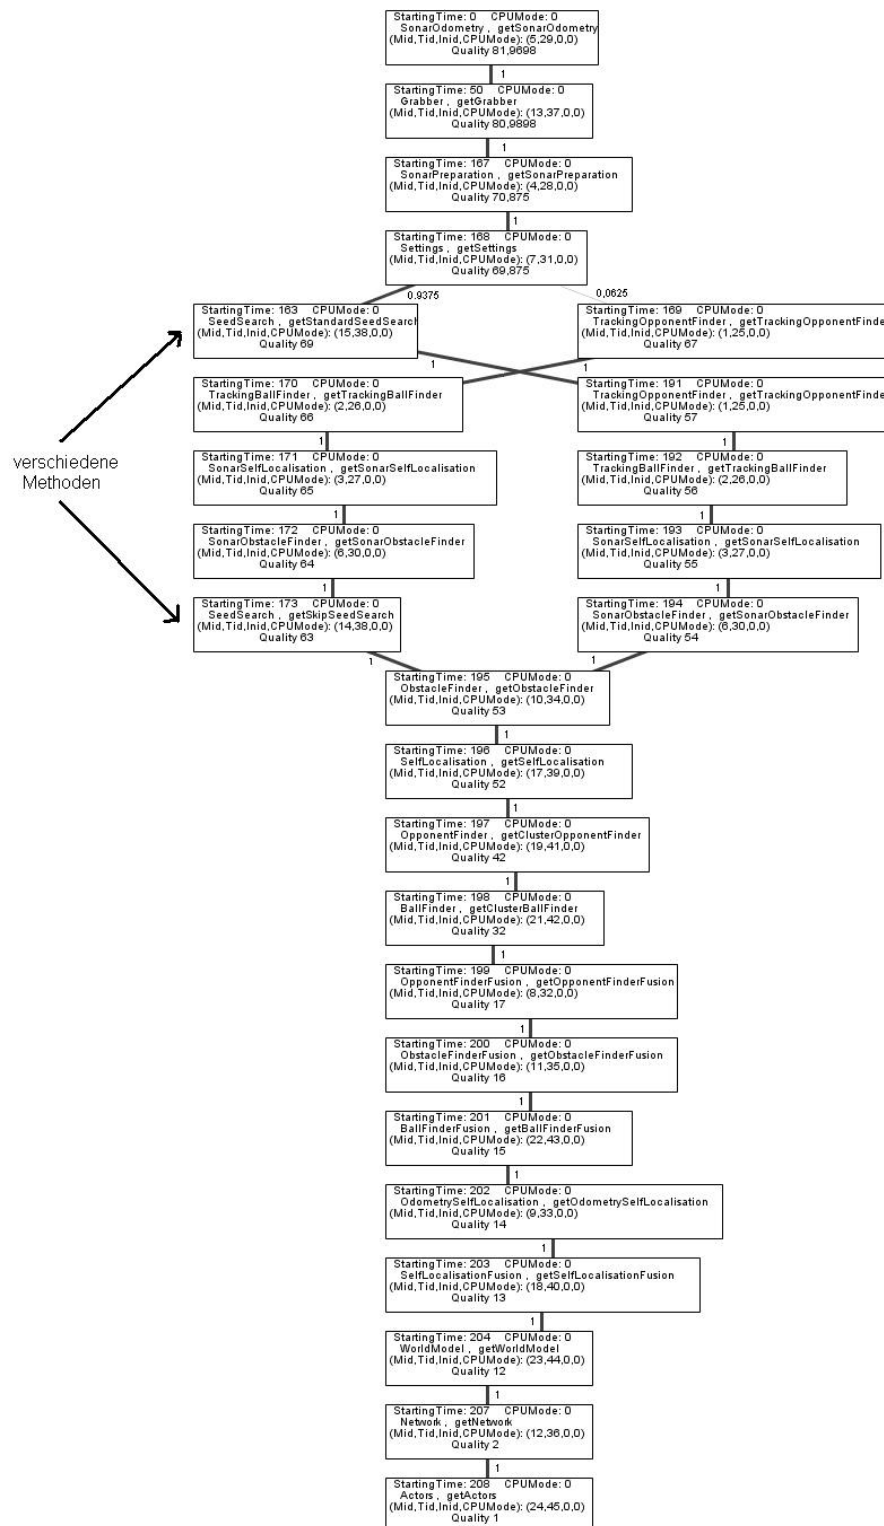 StartingTime: 0 CPUMode: 0
SonarOdometry , getSonarOdometry
(Mid,Tid,Inid,CPUMode): (5,29,0,0)
Quality 81,9698
1
StartingTime: 50 CPUMode: 0
Grabber , getGrabber
(Mid,Tid,Inid,CPUMode): (13,37,0,0)
Quality 80,9898
1
StartingTime: 167 CPUMode: 0
SonarPreparation , getSonarPreparation
(Mid,Tid,Inid,CPUMode): (4,28,0,0)
Quality 70,875
1
StartingTime: 168 CPUMode: 0
Settings , getSettings
(Mid,Tid,Inid,CPUMode): (7,31,0,0)
Quality 69,875
0.9375
0,0625
StartingTime: 163 CPUMode: 0
SeedSearch , getStandardSeedSearch
(Mid,Tid,Inid,CPUMode): (15,38,0,0)
Quality 69
StartingTime: 169 CPUMode: 0
TrackingOpponentFinder , getTrackingOpponentFinde
(Mid,Tid,Inid,CPUMode): (1,25,0,0)
Quality 67
1
1
StartingTime: 170 CPUMode: 0
TrackingBallFinder , getTrackingBallFinder
(Mid,Tid,Inid,CPUMode): (2,26,0,0)
Quality 66
StartingTime: 191 CPUMode: 0
TrackingOpponentFinder , getTrackingOpponentFinde
(Mid,Tid,Inid,CPUMode): (1,25,0,0)
Quality 57
1
1
verschiedene
Methoden
StartingTime: 171 CPUMode: 0
SonarSelfLocalisation , getSonarSelfLocalisation
(Mid,Tid,Inid,CPUMode): (3,27,0,0)
Quality 65
StartingTime: 192 CPUMode: 0
TrackingBallFinder , getTrackingBallFinder
(Mid,Tid,Inid,CPUMode): (2,26,0,0)
Quality 56
1
1
StartingTime: 172 CPUMode: 0
SonarObstacleFinder , getSonarObstacleFinder
(Mid,Tid,Inid,CPUMode): (6,30,0,0)
Quality 64
StartingTime: 193 CPUMode: 0
SonarSelfLocalisation , getSonarSelfLocalisation
(Mid,Tid,Inid,CPUMode): (3,27,0,0)
Quality 55
1
1
StartingTime: 173 CPUMode: 0
SeedSearch , getSkipSeedSearch
(Mid,Tid,Inid,CPUMode): (14,38,0,0)
Quality 63
StartingTime: 194 CPUMode: 0
SonarObstacleFinder , getSonarObstacleFinder
(Mid,Tid,Inid,CPUMode): (6,30,0,0)
Quality 54
1
1
StartingTime: 195 CPUMode: 0
ObstacleFinder , getObstacleFinder
(Mid,Tid,Inid,CPUMode): (10,34,0,0)
Quality 53
1
StartingTime: 196 CPUMode: 0
SelfLocalisation , getSelfLocalisation
(Mid,Tid,Inid,CPUMode): (17,39,0,0)
Quality 52
1
StartingTime: 197 CPUMode: 0
OpponentFinder , getClusterOpponentFinder
(Mid,Tid,Inid,CPUMode): (19,41,0,0)
Quality 42
1
StartingTime: 198 CPUMode: 0
BallFinder , getClusterBallFinder
(Mid,Tid,Inid,CPUMode): (21,42,0,0)
Quality 32
1
StartingTime: 199 CPUMode: 0
OpponentFinderFusion , getOpponentFinderFusion
(Mid,Tid,Inid,CPUMode): (8,32,0,0)
Quality 17
1
StartingTime: 200 CPUMode: 0
ObstacleFinderFusion , getObstacleFinderFusion
(Mid,Tid,Inid,CPUMode): (11,35,0,0)
Quality 16
1
StartingTime: 201 CPUMode: 0
BallFinderFusion , getBallFinderFusion
(Mid,Tid,Inid,CPUMode): (22,43,0,0)
Quality 15
1
StartingTime: 202 CPUMode: 0
OdometrySelfLocalisation , getOdometrySelfLocalisation
(Mid,Tid,Inid,CPUMode): (9,33,0,0)
Quality 14
1
StartingTime: 203 CPUMode: 0
SelfLocalisationFusion , getSelfLocalisationFusion
(Mid,Tid,Inid,CPUMode): (18,40,0,0)
Quality 13
1
StartingTime: 204 CPUMode: 0
WorldModel , getWorldModel
(Mid,Tid,Inid,CPUMode): (23,44,0,0)
Quality 12
1
StartingTime: 207 CPUMode: 0
Network , getNetwork
(Mid,Tid,Inid,CPUMode): (12,36,0,0)
Quality 2
1
StartingTime: 208 CPUMode: 0
Actors , getActors
(Mid,Tid,Inid,CPUMode): (24,45,0,0)
Quality 1